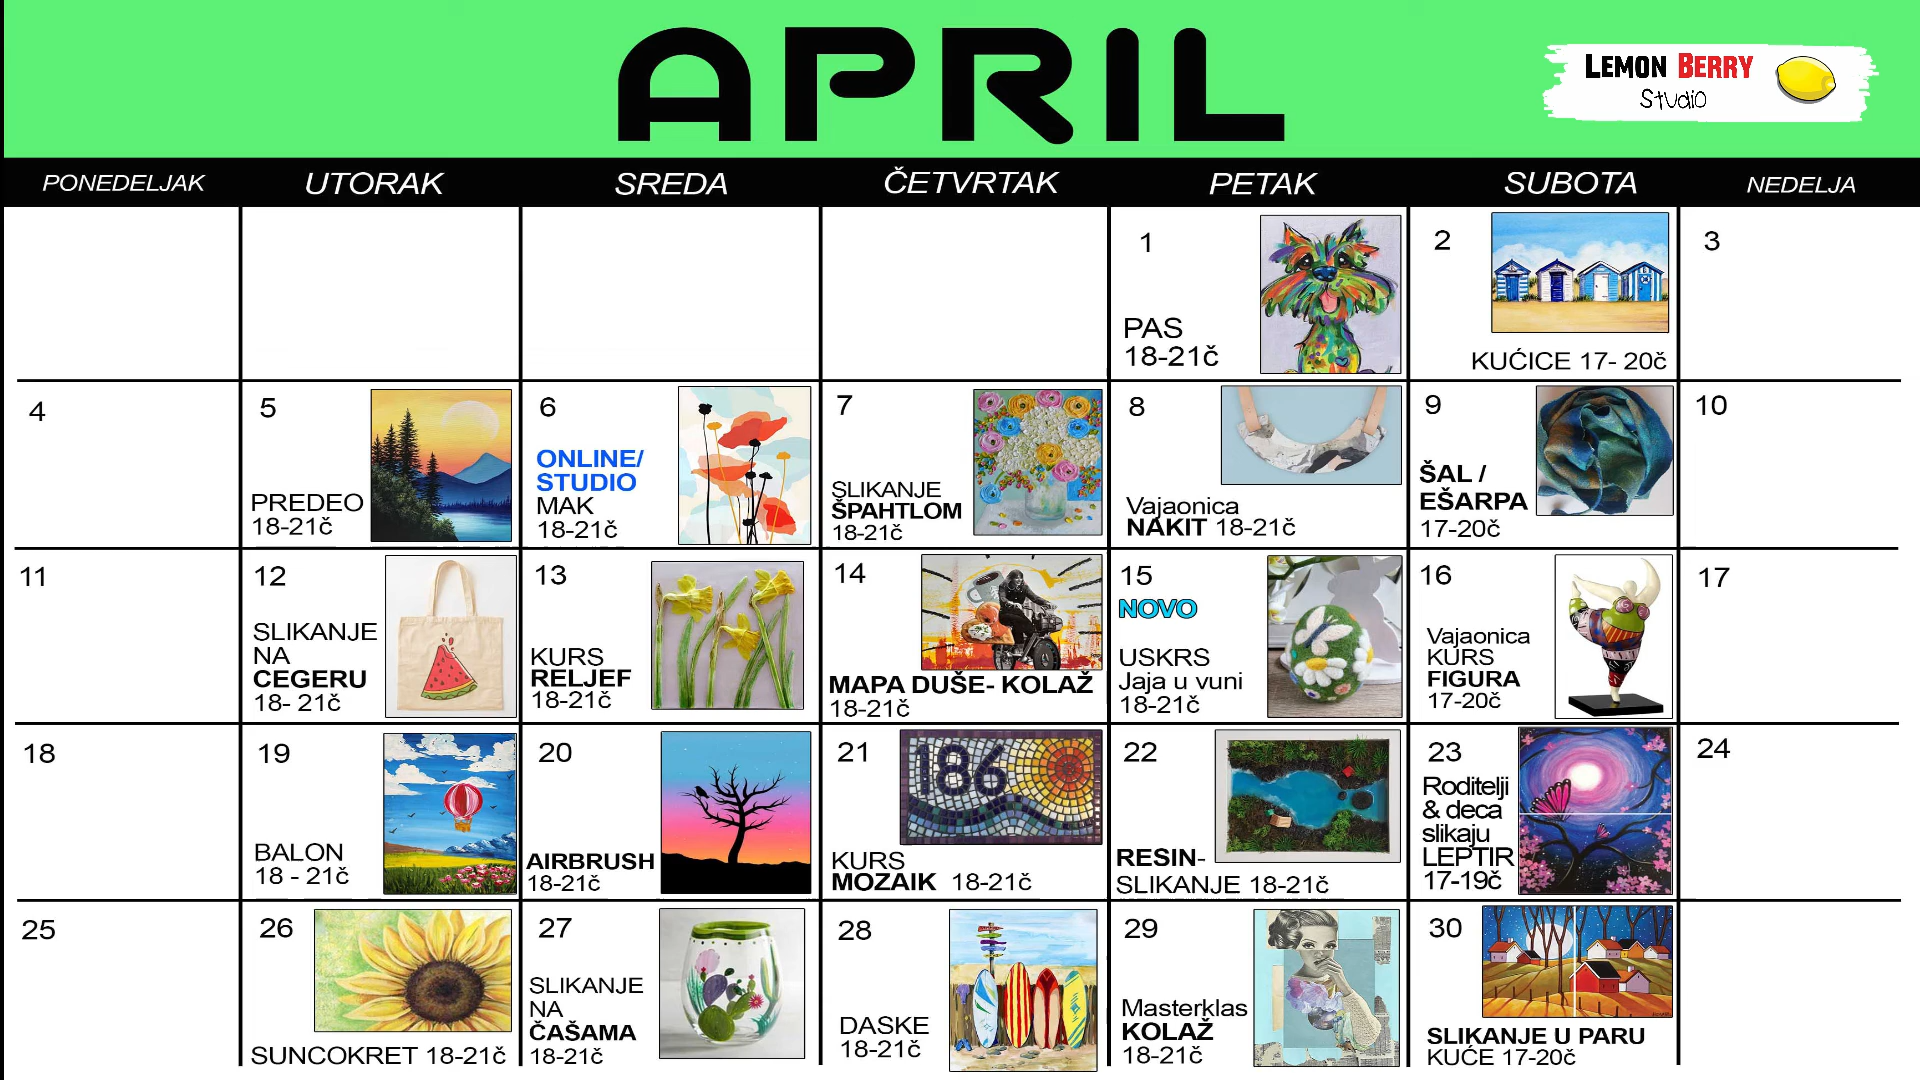 APRIL
LEMON BERRY
Studio
PONEDELJAK UTORAK SREDA ČETVRTAK PETAK SUBOTA NEDELJA
1
PAS
18-21č
2
KUĆICE 17- 20č
3
4
5
PREDEO
18-21č
6
ONLINE/
STUDIO
MAK
18-21č
7
SLIKANJE
ŠPAHTLOM
18-21č
8
Vajaonica
NAKIT 18-21č
9
ŠAL /
EŠARPA
17-20č
10
11
12
SLIKANJE
NA
CEGERU
18- 21č
13
KURS
RELJEF
18-21č
14
MAPA DUŠE- KOLAŽ
18-21č
15
NOVO
USKRS
Jaja u vuni
18-21č
16
Vajaonica
KURS
FIGURA
17-20č
17
18
19
BALON
18 - 21č
20
AIRBRUSH
18-21č
21
186
KURS
MOZAIK 18-21č
22
RESIN-
SLIKANJE 18-21č
23
Roditelji
& deca
slikaju
LEPTIR
17-19č
24
25
26
SUNCOKRET 18-21č
27
SLIKANJE
NA
ČAŠAMA
18-21č
28
DASKE
18-21č
29
Masterklas
KOLAŽ
18-21č
30
SLIKANJE U PARU
KUĆE 17-20č